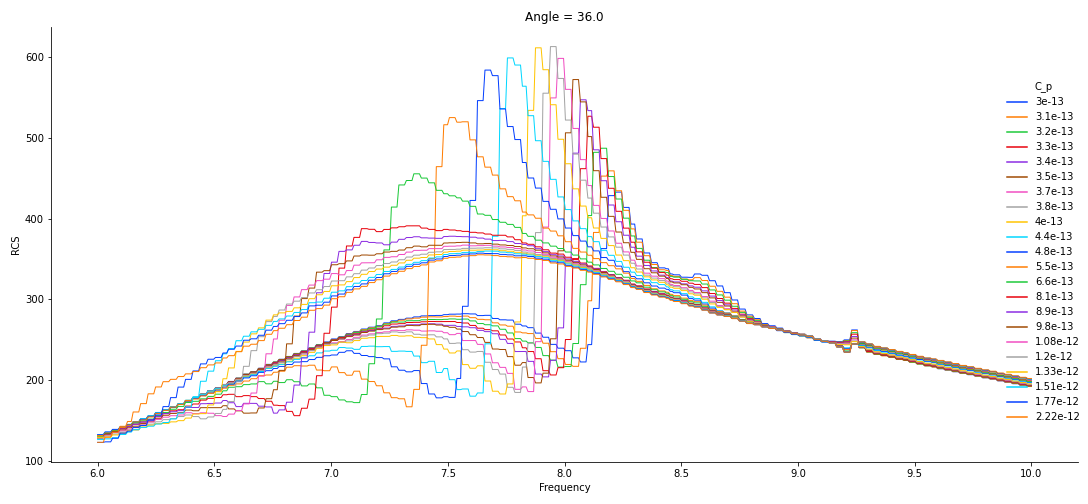 Angle = 36.0
600
500
400
300
200
100
RCS
6.0 6.5 7.0 7.5 8.0 8.5 9.0 9.5 10.0
Frequency
C_p
3e-13
3.1e-13
3.2e-13
3.3e-13
3.4e-13
3.5e-13
3.7e-13
3.8e-13
4e-13
4.4e-13
4.8e-13
5.5e-13
6.6e-13
8.1e-13
8.9e-13
9.8e-13
1.08e-12
1.2e-12
1.33e-12
1.51e-12
1.77e-12
2.22e-12